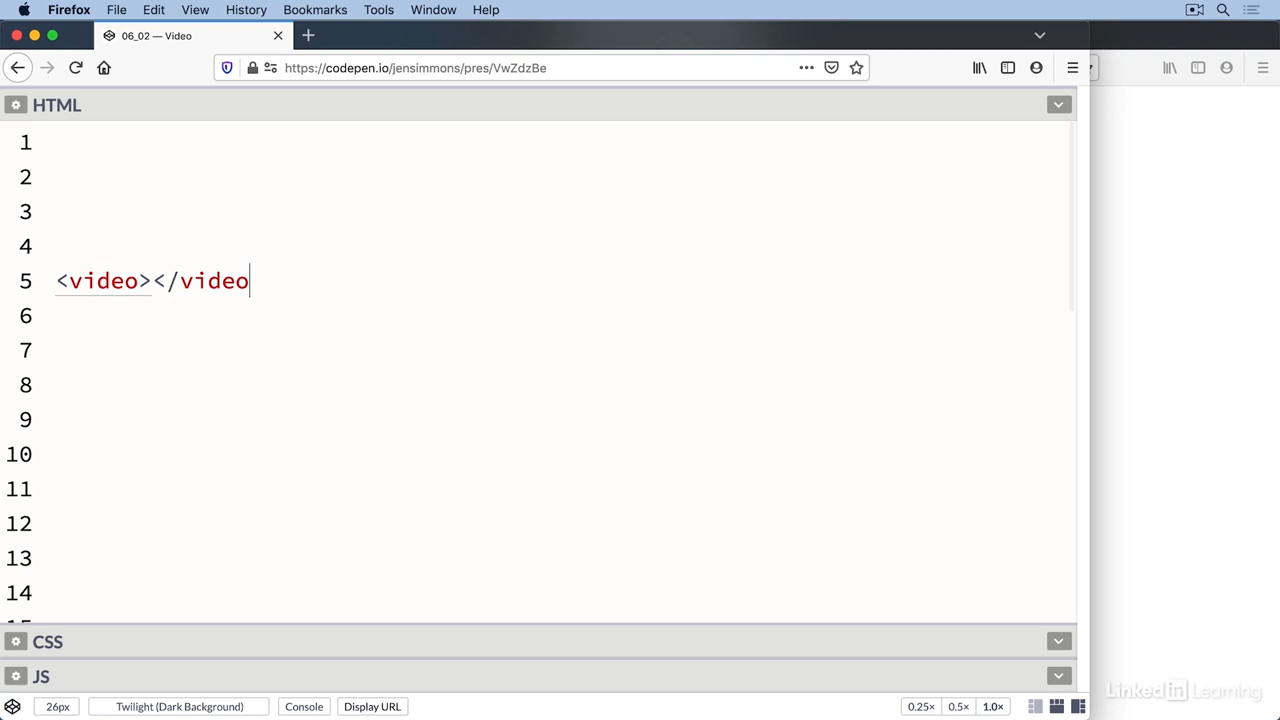 Firefox File Edit View History Bookmarks Tools Window Help
06_02 — Video
https://codepen.io/jensimmons/pres/VwZdzBe
HTML
1
2
3
4
5 <video></video
6
7
8
9
10
11
12
13
14
CSS
JS
26px Twilight (Dark Background) Console Disp URL 0.25× 0.5× 1.0×
Linkedin Learning